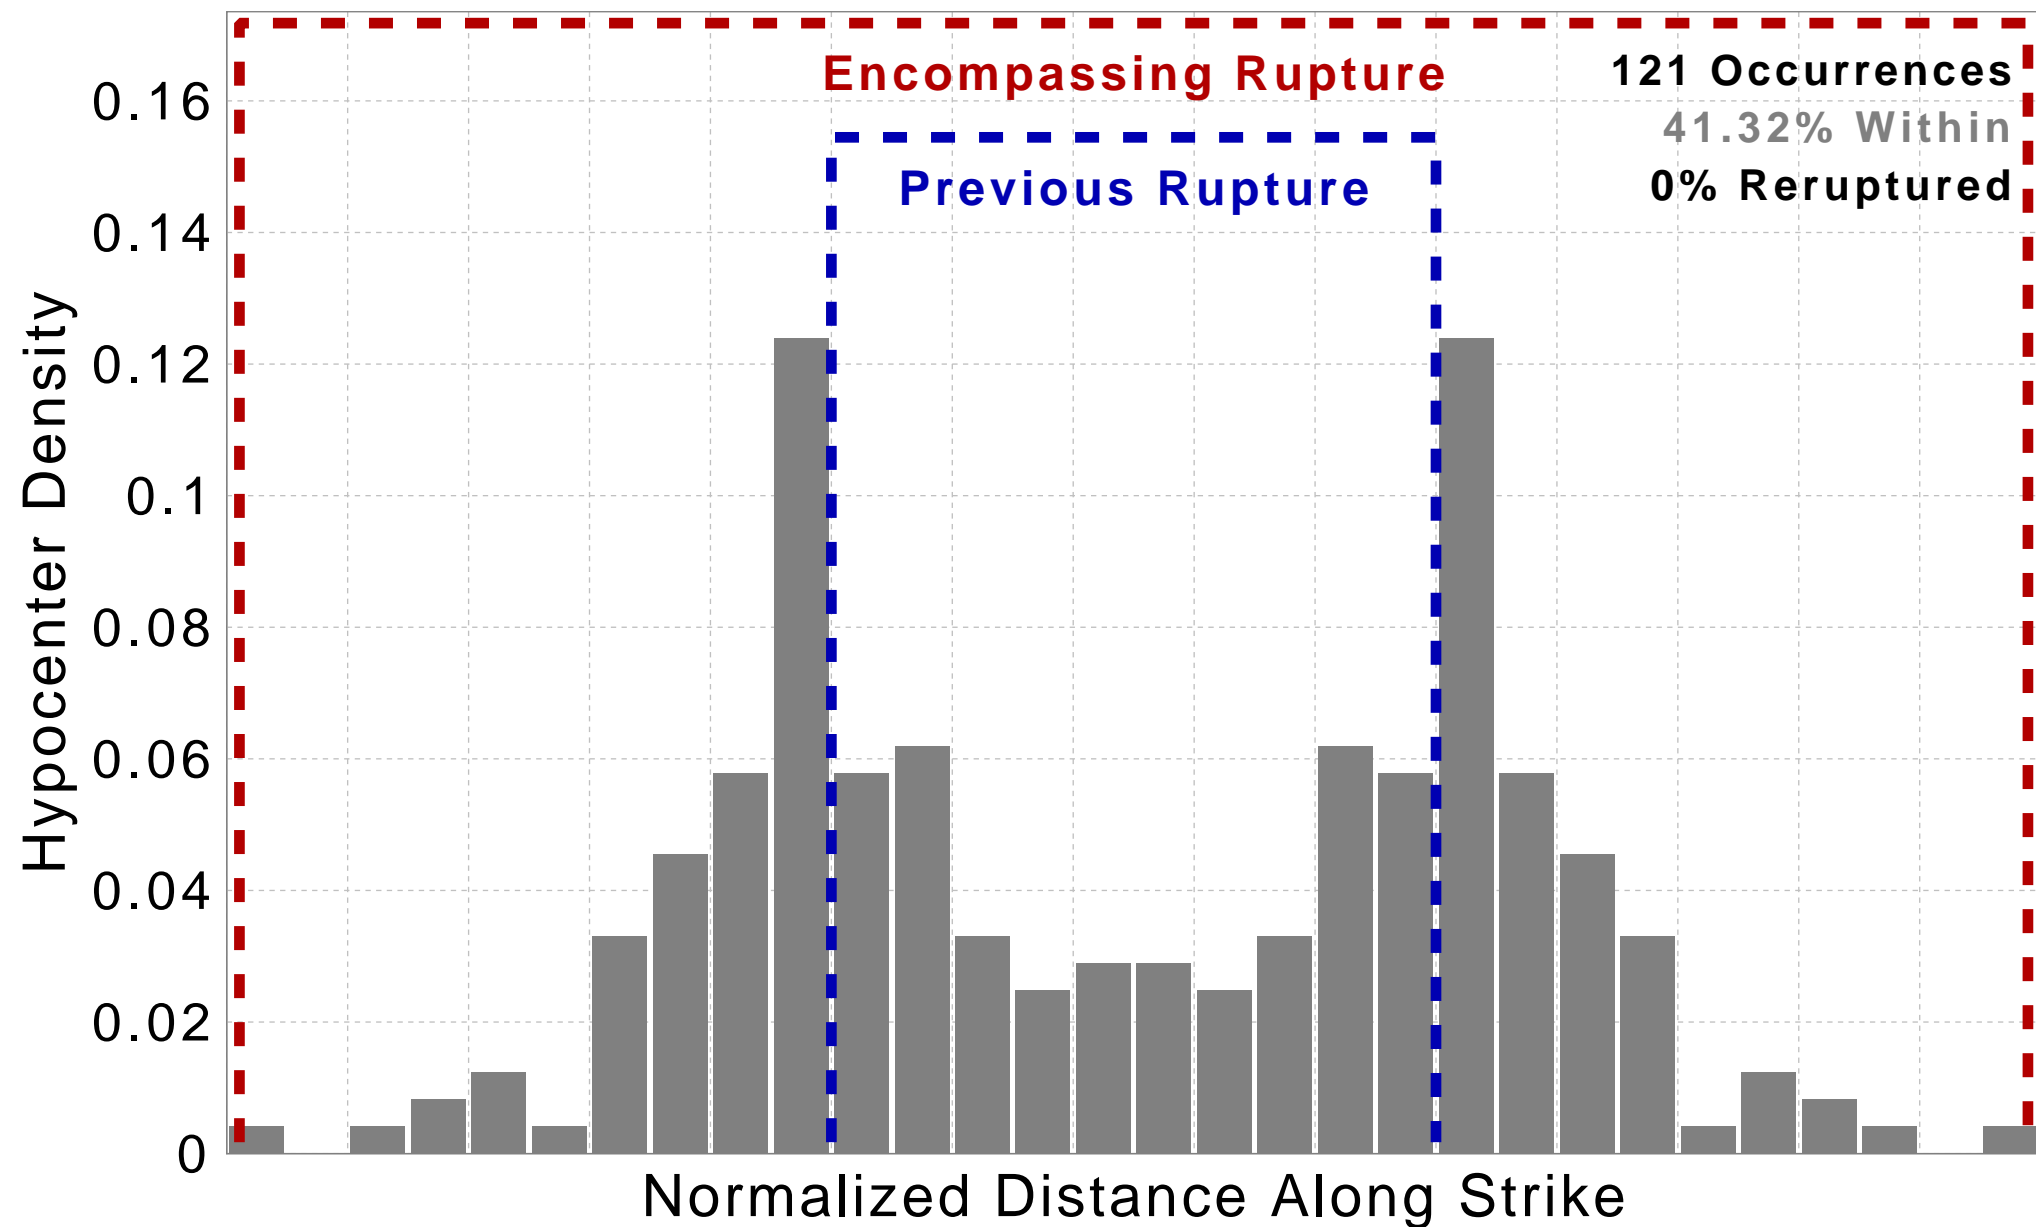 Encompassing Rupture
121 Occurrences
41.32% Within
Previous Rupture
0% Reruptured
Hypocenter Density
0.16
0.14
0.12
0.1
0.08
0.06
0.04
0.02
0
Normalized Distance Along Strike